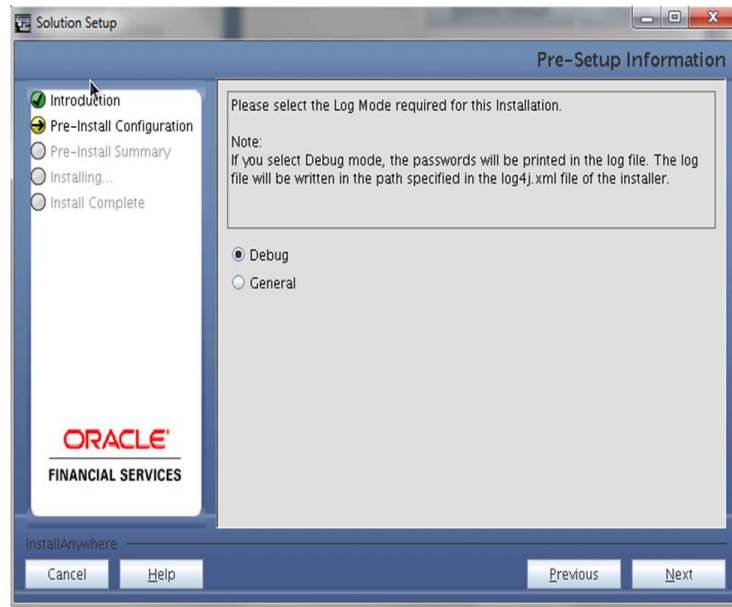 Solution Setup
Pre-Setup Information
Introduction
Pre-Install Configuration
Pre-Install Summary
Installing...
Install Complete
ORACLE
FINANCIAL SERVICES
Please select the Log Mode required for this Installation.
Note:
If you select Debug mode, the passwords will be printed in the log file. The log
file will be written in the path specified in the log4j.xml file of the installer.
Debug
General
InstallAnywhere
Cancel
Help
Previous
Next